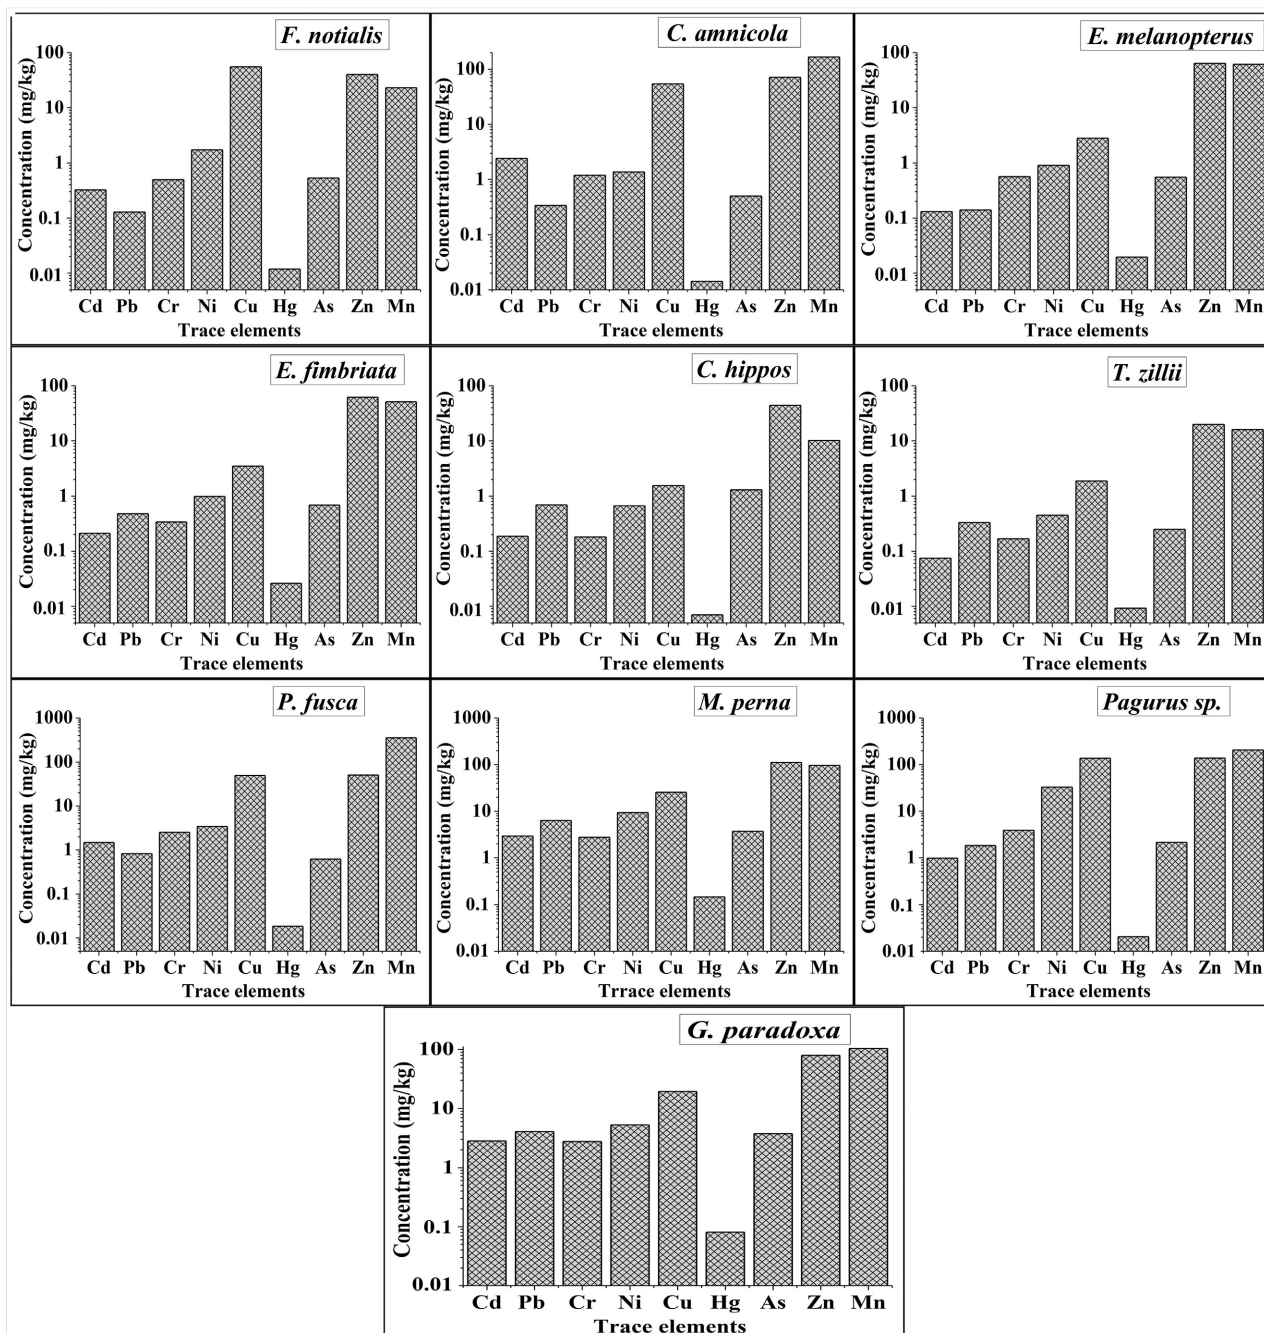 F. notialis
Concentration (mg/kg)
100
10
1
0.1
0.01
Cd Pb Cr Ni Cu Hg As Zn Mn
Trace elements
C. amnicola
Concentration (mg/kg)
100
10
1
0.1
0.01
Cd Pb Cr Ni Cu Hg As Zn Mn
Trace elements
E. melanopterus
Concentration (mg/kg)
100
10
1
0.1
0.01
Cd Pb Cr Ni Cu Hg As Zn Mn
Trace elements
E. fimbriata
Concentration (mg/kg)
100
10
1
0.1
0.01
Cd Pb Cr Ni Cu Hg As Zn Mn
Trace elements
C. hippos
Concentration (mg/kg)
100
10
1
0.1
0.01
Cd Pb Cr Ni Cu Hg As Zn Mn
Trace elements
T. zillii
Concentration (mg/kg)
100
10
1
0.1
0.01
Cd Pb Cr Ni Cu Hg As Zn Mn
Trace elements
P. fusca
Concentration (mg/kg)
1000
100
10
1
0.1
0.01
Cd Pb Cr Ni Cu Hg As Zn Mn
Trrace elements
M. perna
Concentration (mg/kg)
1000
100
10
1
0.1
0.01
Cd Pb Cr Ni Cu Hg As Zn Mn
Trrace elements
Pagurus sp.
Concentration (mg/kg)
1000
100
10
1
0.1
0.01
Cd Pb Cr Ni Cu Hg As Zn Mn
Trace elements
G. paradoxa
Concentration (mg/kg)
100
10
1
0.1
0.01
Cd Pb Cr Ni Cu Hg As Zn Mn
Trace elements